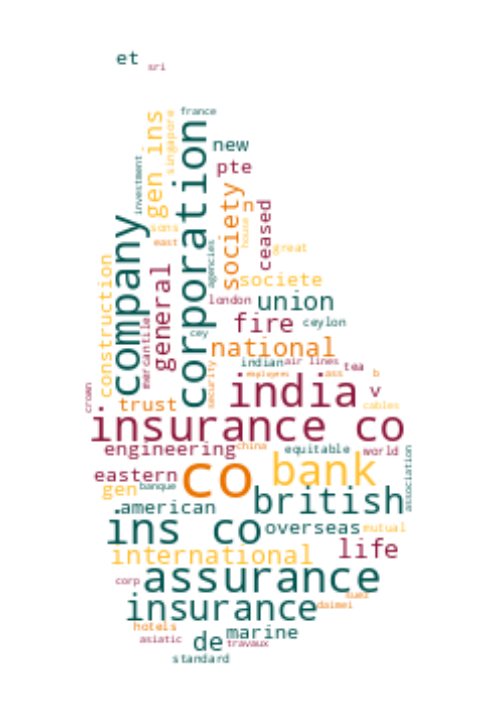 et
sri
france
gen ins
singapore
corporation
new
investment
pte
society
n
ceased
house
company
sons
east
agencies
great
construction
general
societe
london
union
mercantile
fire
ceylon
cey
national
indian
air lines
tea
security
employees
ass
b
crown
trust
india
v
cables
insurance co
engineering
china
equitable
world
association
eastern
co
bank
gen
banque
british
american
ins co
overseas
mutual
international
life
corp
assurance
suez
insurance
daimei
hotels
de
marine
asiatic
travaux
standard